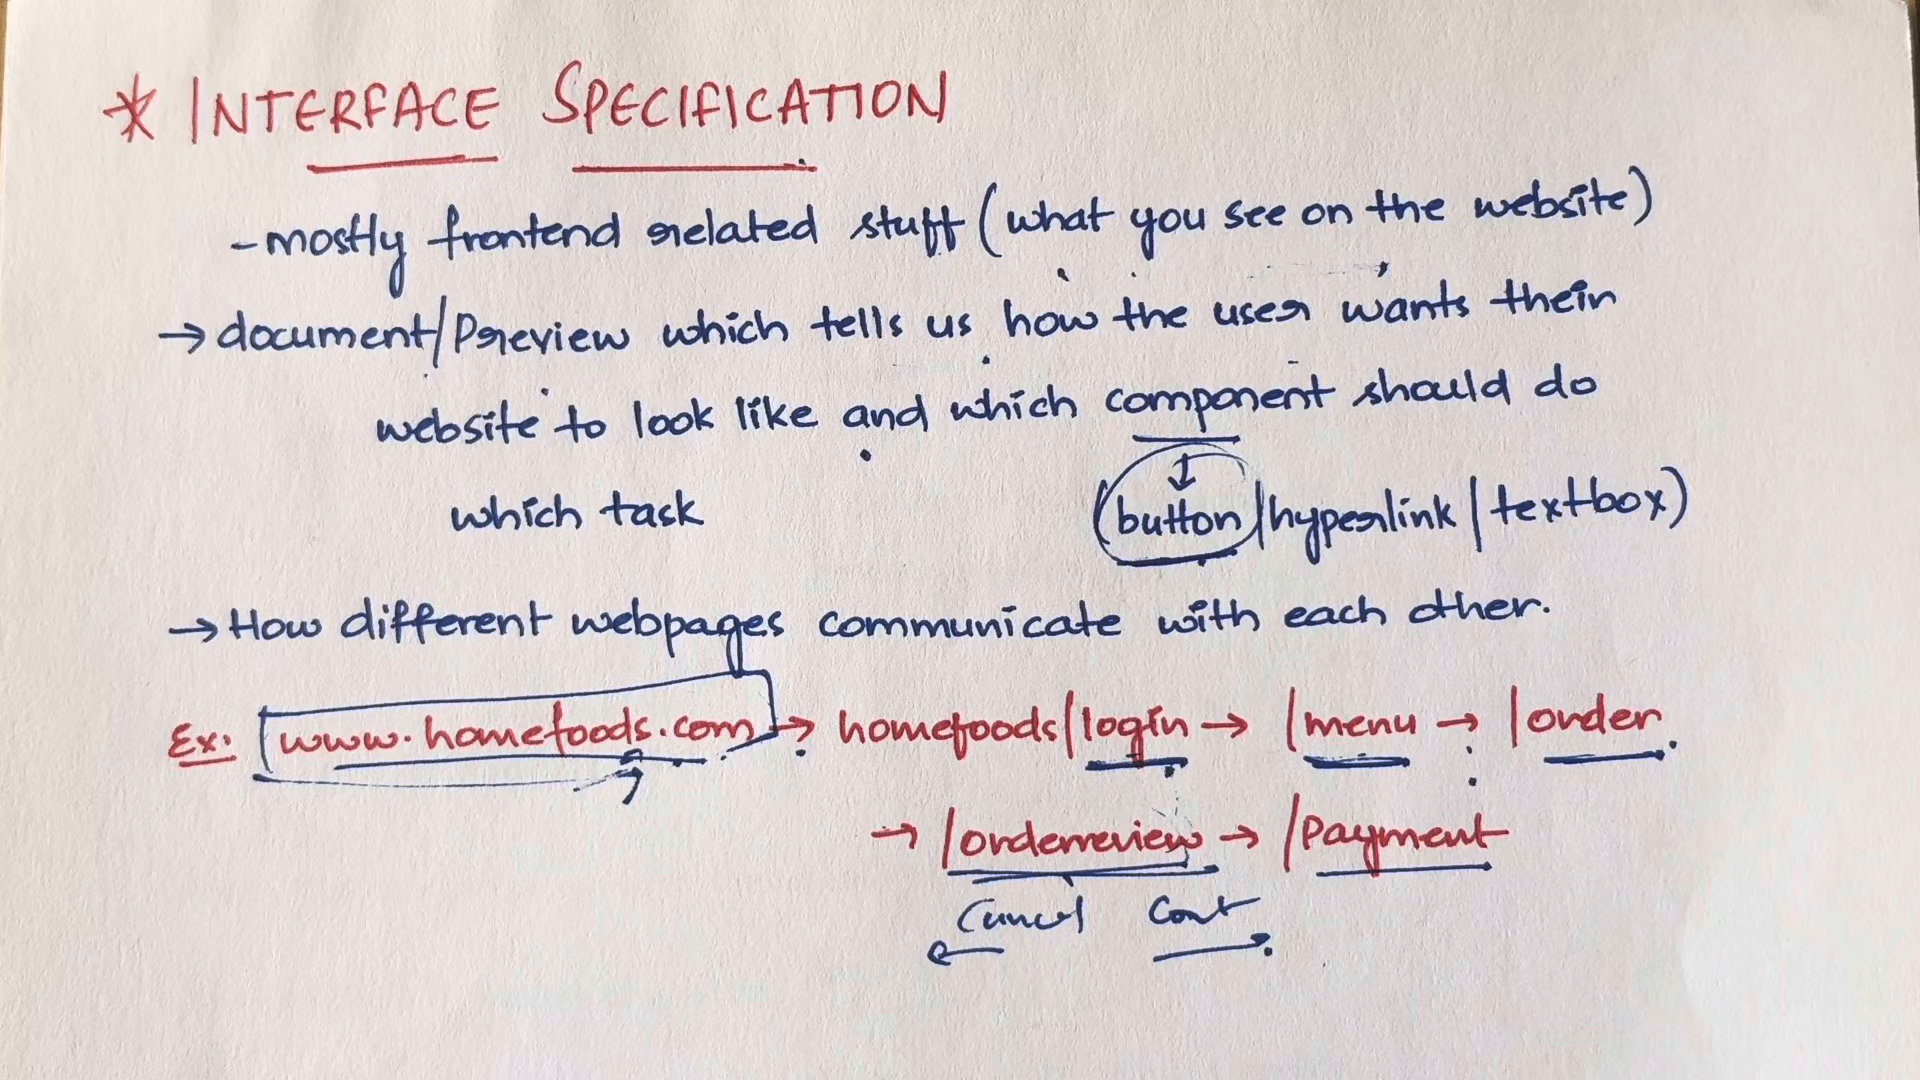 * INTERFACE SPECIFICATION
- mostly frontend related stuff (what you see on the website)
→ document/Preview which tells us how the user wants their
website to look like and which component should do
which task (button/hyperlink/textbox)
→ How different webpages communicate with each other.
Ex: www.homefoods.com → homefoods/login → /menu → /order
→ /orderreview → /Payment
Cancel Cont